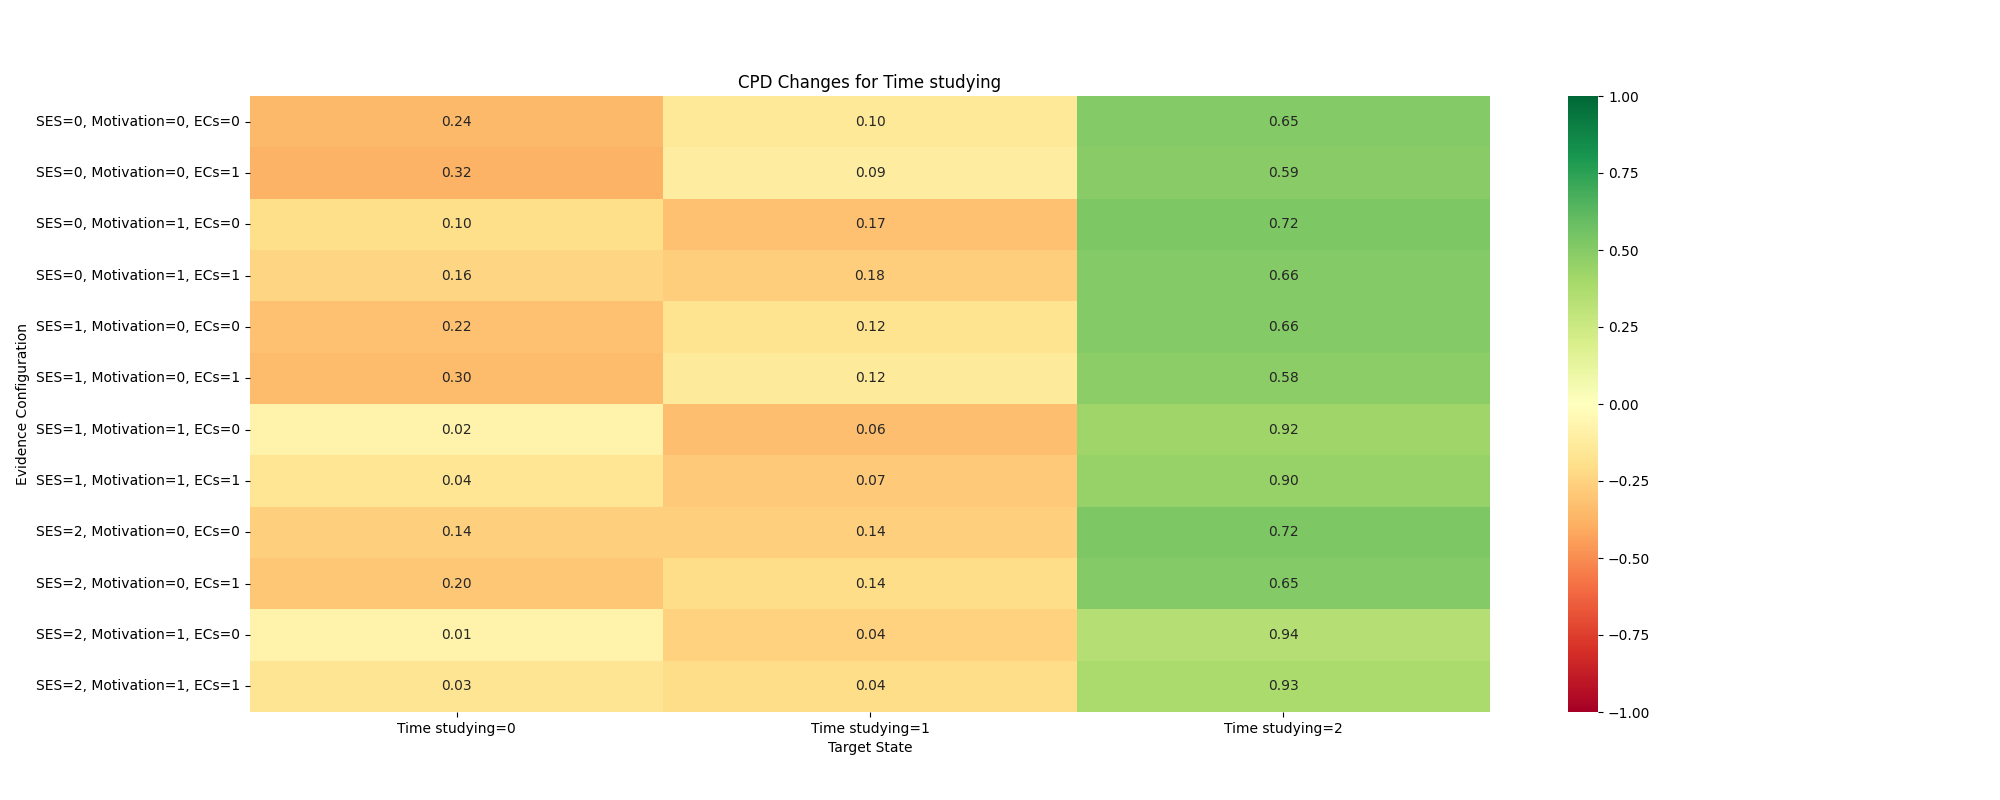 CPD Changes for Time studying
SES=0, Motivation=0, ECs=0 0.24 0.10 0.65
SES=0, Motivation=0, ECs=1 0.32 0.09 0.59
SES=0, Motivation=1, ECs=0 0.10 0.17 0.72
SES=0, Motivation=1, ECs=1 0.16 0.18 0.66
SES=1, Motivation=0, ECs=0 0.22 0.12 0.66
SES=1, Motivation=0, ECs=1 0.30 0.12 0.58
SES=1, Motivation=1, ECs=0 0.02 0.06 0.92
SES=1, Motivation=1, ECs=1 0.04 0.07 0.90
SES=2, Motivation=0, ECs=0 0.14 0.14 0.72
SES=2, Motivation=0, ECs=1 0.20 0.14 0.65
SES=2, Motivation=1, ECs=0 0.01 0.04 0.94
SES=2, Motivation=1, ECs=1 0.03 0.04 0.93
Evidence Configuration
Time studying=0 Time studying=1 Time studying=2
Target State
1.00
0.75
0.50
0.25
0.00
−0.25
−0.50
−0.75
−1.00